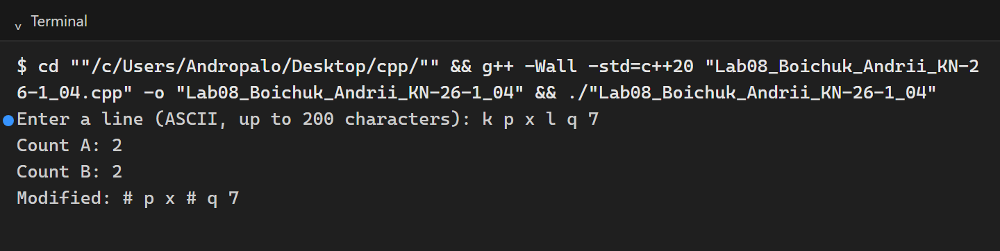 Terminal
$ cd ""/c/Users/Andropalo/Desktop/cpp/"" && g++ -Wall -std=c++20 "Lab08_Boichuk_Andrii_KN-2
6-1_04.cpp" -o "Lab08_Boichuk_Andrii_KN-26-1_04" && ./"Lab08_Boichuk_Andrii_KN-26-1_04"
Enter a line (ASCII, up to 200 characters): k p x l q 7
Count A: 2
Count B: 2
Modified: # p x # q 7